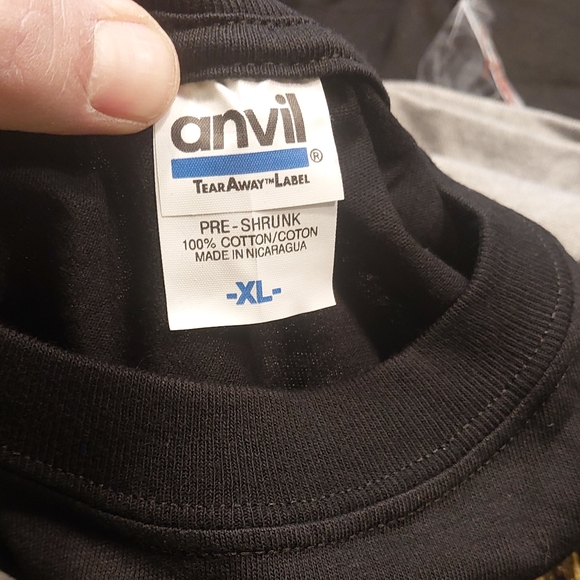 anvil
®
TEARAWAY™LABEL
PRE-SHRUNK
100% COTTON/COTON
MADE IN NICARAGUA
-XL-